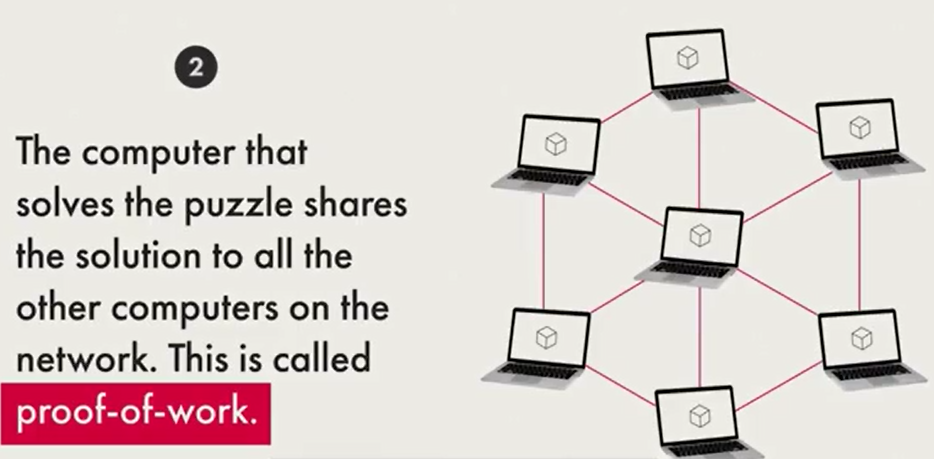 2
The computer that
solves the puzzle shares
the solution to all the
other computers on the
network. This is called
proof-of-work.